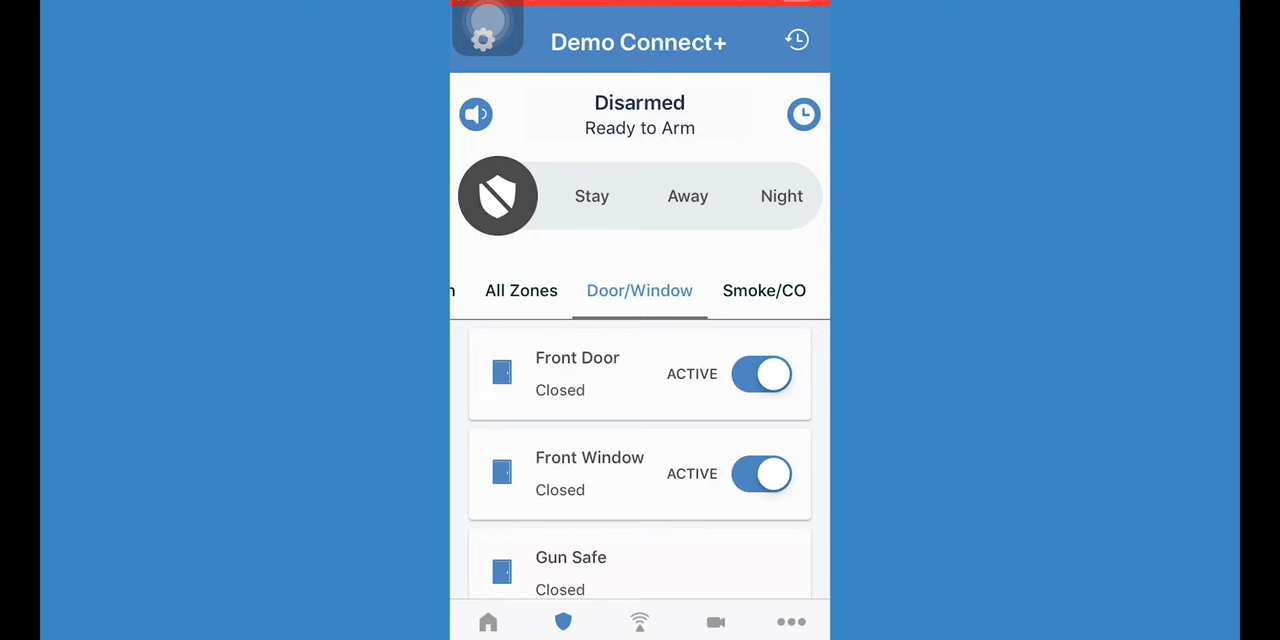 Demo Connect+
Disarmed
Ready to Arm
Stay Away Night
n All Zones Door/Window Smoke/CO
Front Door
ACTIVE
Closed
Front Window
ACTIVE
Closed
Gun Safe
Closed